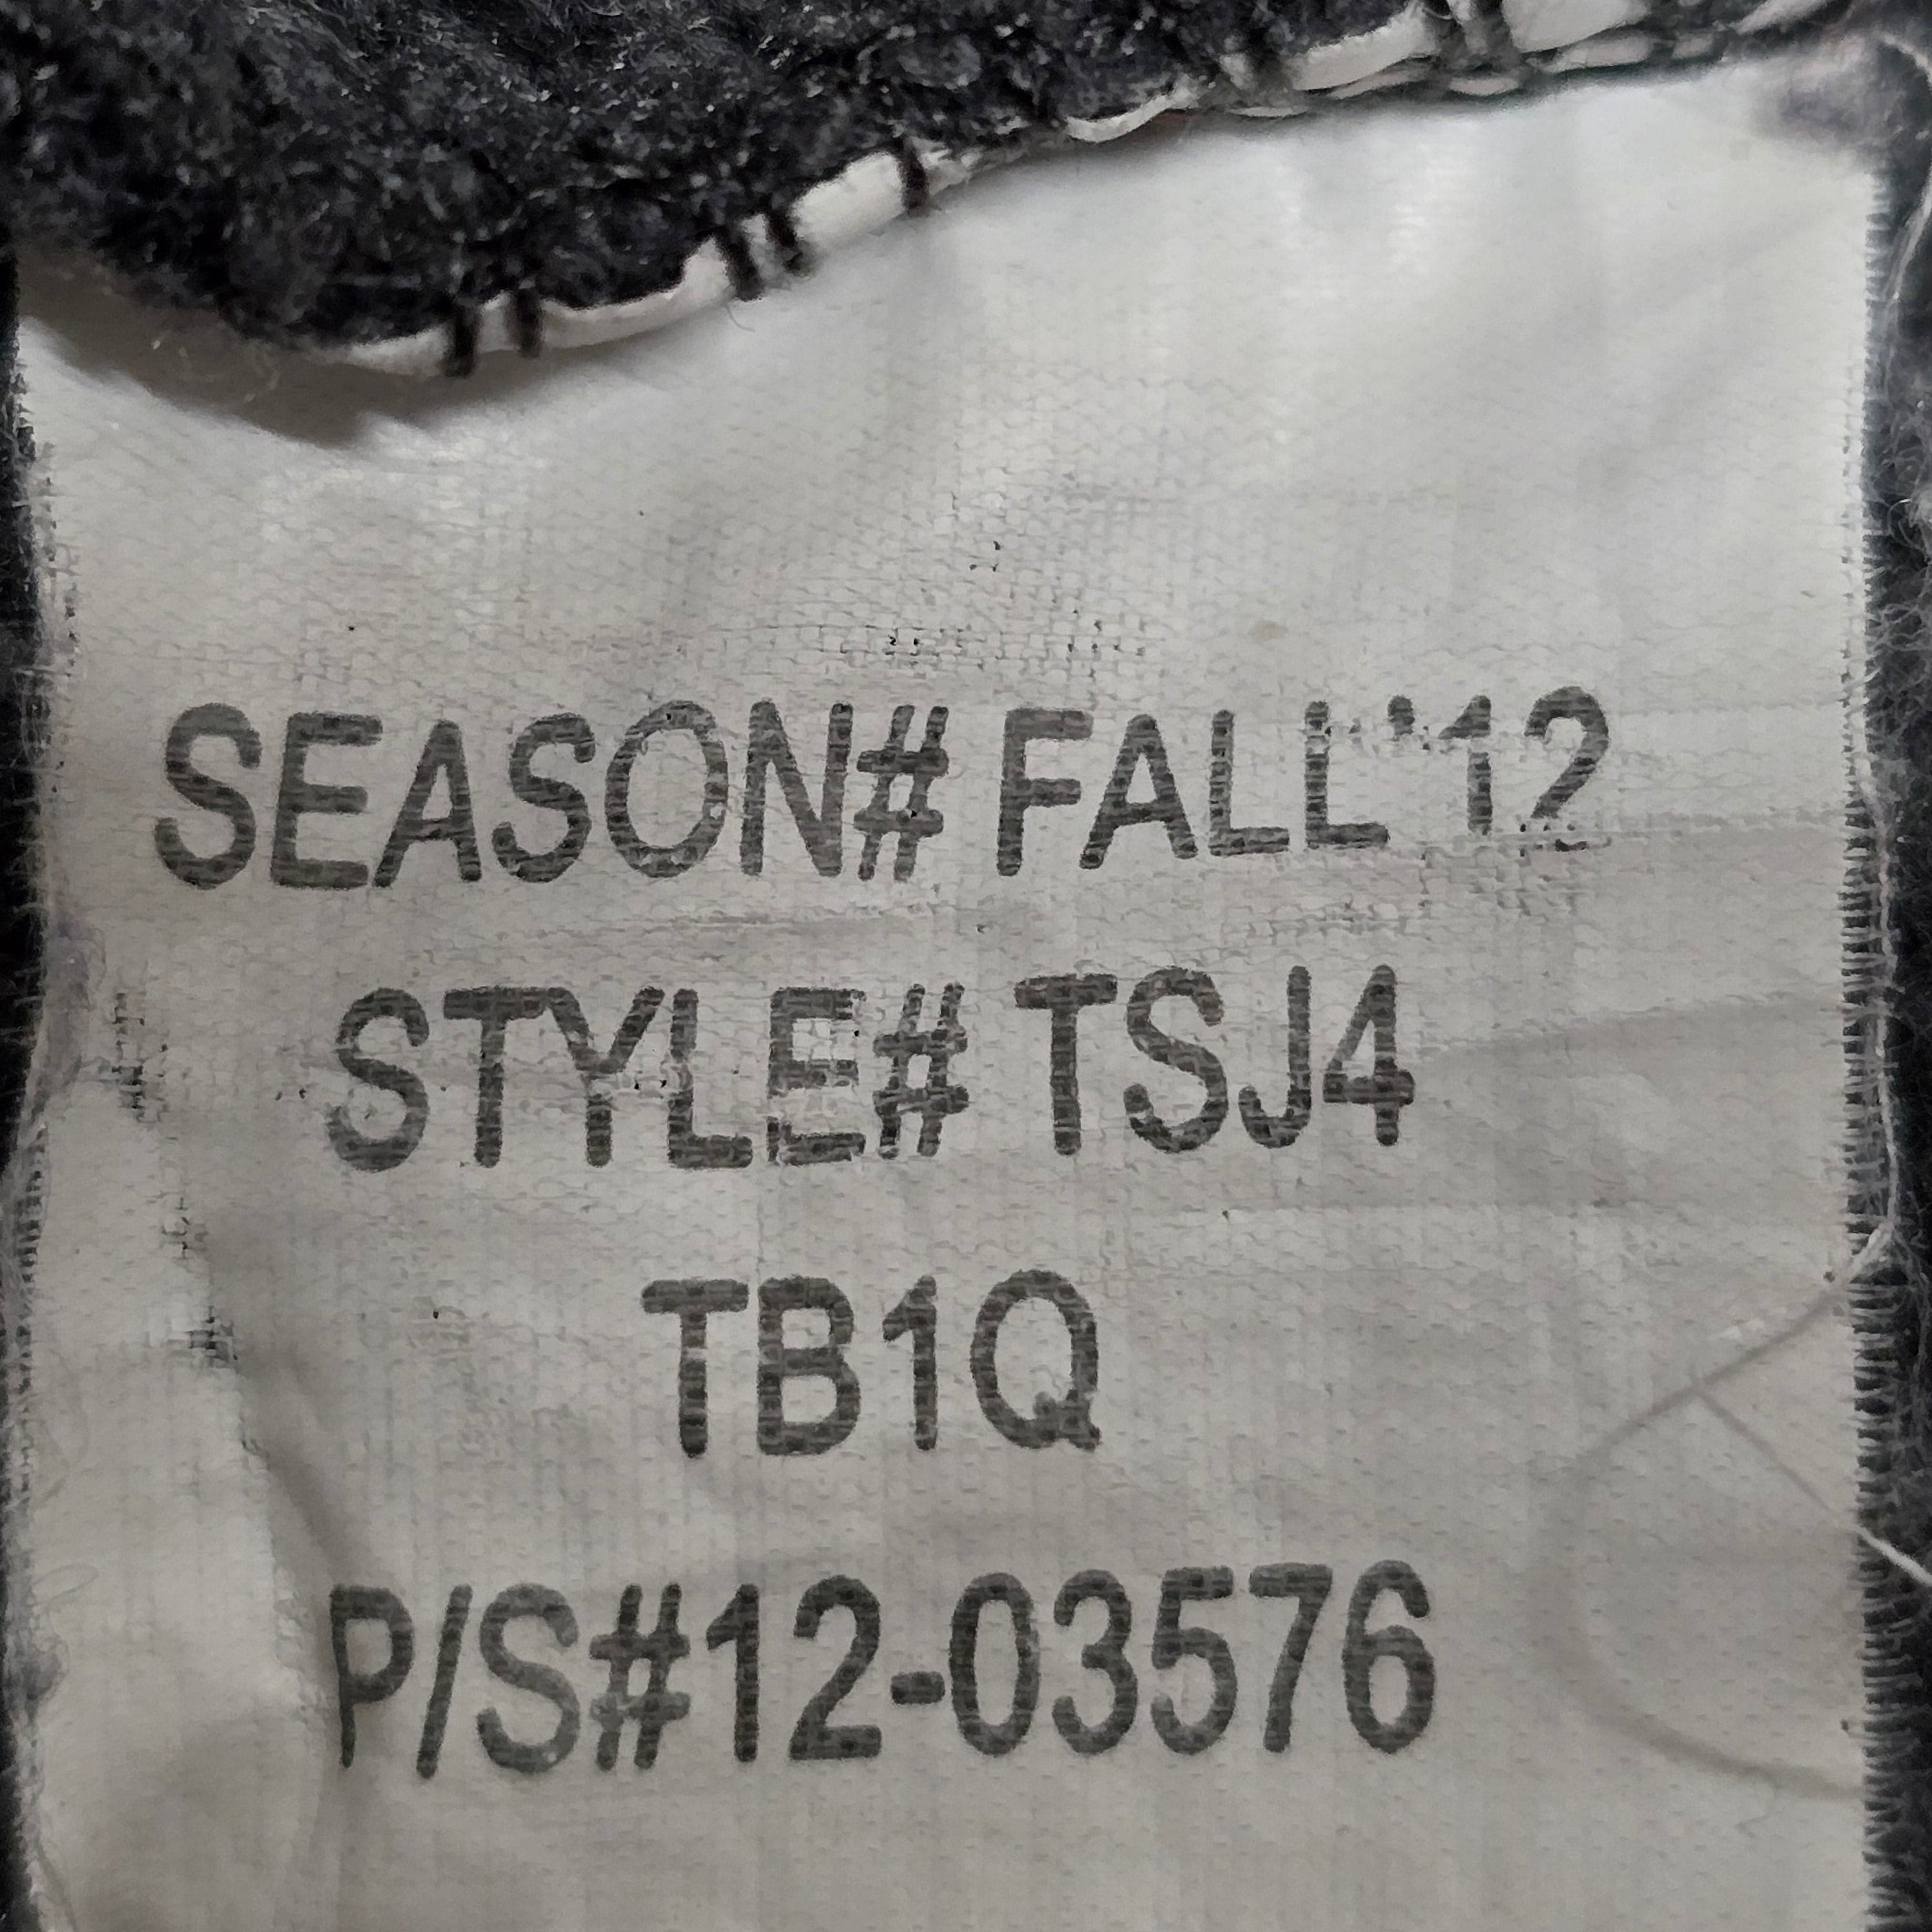 SEASON# FALL'12
STYLE# TSJ4
TB1Q
P/S#12-03576